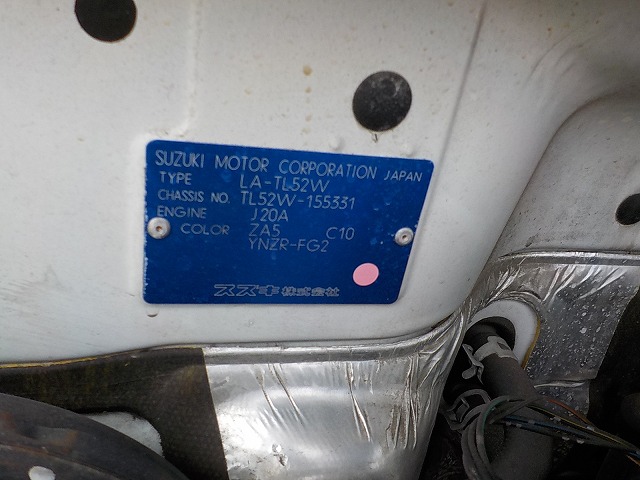 SUZUKI MOTOR CORPORATION JAPAN
TYPE LA-TL52W
CHASSIS NO. TL52W-155331
ENGINE J20A
COLOR ZA5 C10
YNZR-FG2
スズキ株式会社